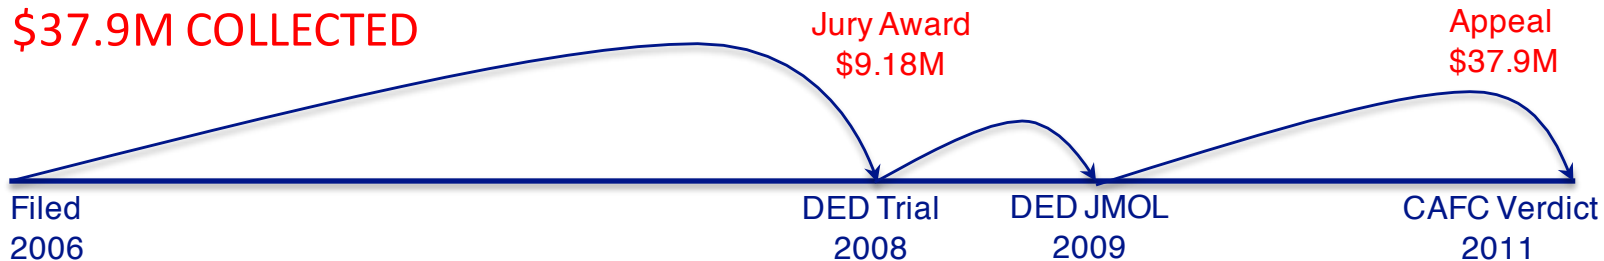 $37.9M COLLECTED
Jury Award
$9.18M
Appeal
$37.9M
Filed
2006
DED Trial
2008
DED JMOL
2009
CAFC Verdict
2011